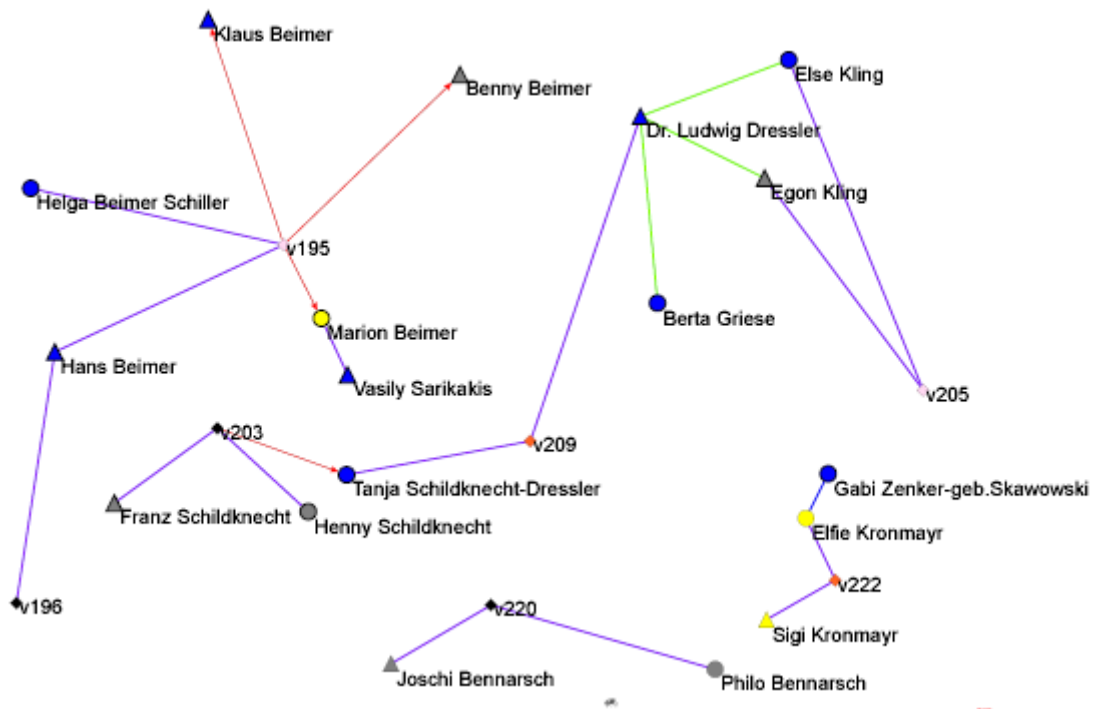 Klaus Beimer
Benny Beimer
Else Kling
Dr. Ludwig Dressler
Egon Kling
Helga Beimer Schiller
v195
Berta Griese
Marion Beimer
Hans Beimer
Vasily Sarikakis
v205
v203
v209
Tanja Schildknecht-Dressler
Gabi Zenker-geb.Skawowski
Franz Schildknecht
Henny Schildknecht
Elfie Kronmayr
v222
v196
v220
Sigi Kronmayr
Joschi Bennarsch
Philo Bennarsch